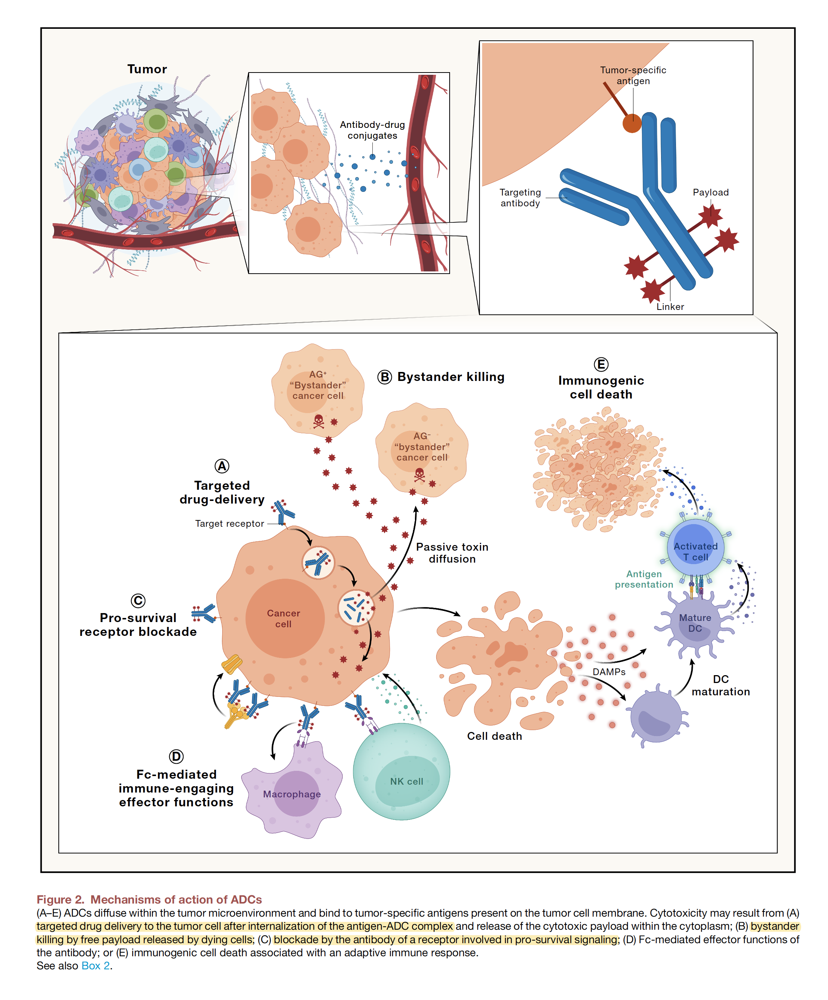 Tumor
Antibody-drug
conjugates
Tumor-specific
antigen
Targeting
antibody
Payload
Linker
AG⁺
“Bystander”
cancer cell
Ⓑ Bystander killing
AG⁻
“bystander”
cancer cell
Ⓔ
Immunogenic
cell death
Ⓐ
Targeted
drug-delivery
Target receptor
Passive toxin
diffusion
Activated
T cell
Antigen
presentation
Ⓒ
Pro-survival
receptor blockade
Cancer
cell
Mature
DC
DAMPs
DC
maturation
Cell death
Ⓓ
Fc-mediated
immune-engaging
effector functions
Macrophage
NK cell
Figure 2. Mechanisms of action of ADCs
(A–E) ADCs diffuse within the tumor microenvironment and bind to tumor-specific antigens present on the tumor cell membrane. Cytotoxicity may result from (A)
targeted drug delivery to the tumor cell after internalization of the antigen-ADC complex and release of the cytotoxic payload within the cytoplasm; (B) bystander
killing by free payload released by dying cells; (C) blockade by the antibody of a receptor involved in pro-survival signaling; (D) Fc-mediated effector functions of
the antibody; or (E) immunogenic cell death associated with an adaptive immune response.
See also Box 2.